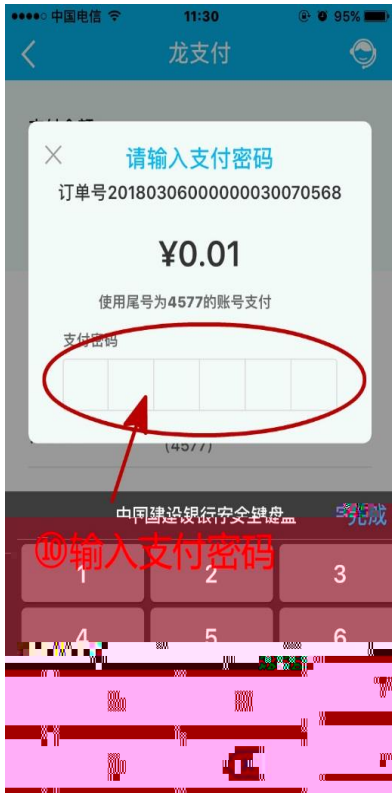 中国电信 11:30 95%
龙支付
请输入支付密码
订单号20180306000000030070568
¥0.01
使用尾号为4577的账号支付
支付密码
(4577)
中国建设银行安全键盘 完成
⑩输入支付密码
1 2 3
4 5 6